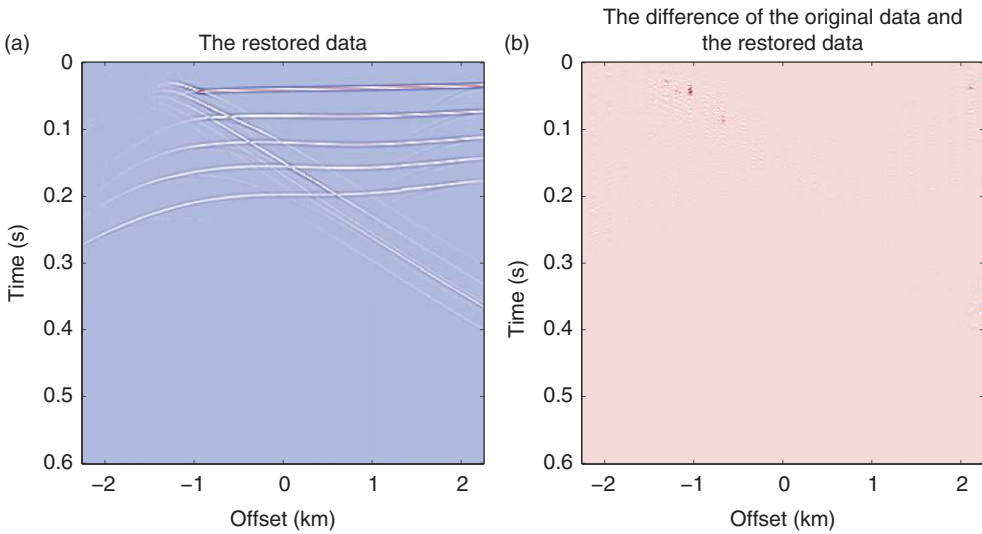 (a)
The restored data
0
0.1
0.2
0.3
0.4
0.5
0.6
Time (s)
−2
−1
0
1
2
Offset (km)
(b)
The difference of the original data and
the restored data
0
0.1
0.2
0.3
0.4
0.5
0.6
Time (s)
−2
−1
0
1
2
Offset (km)